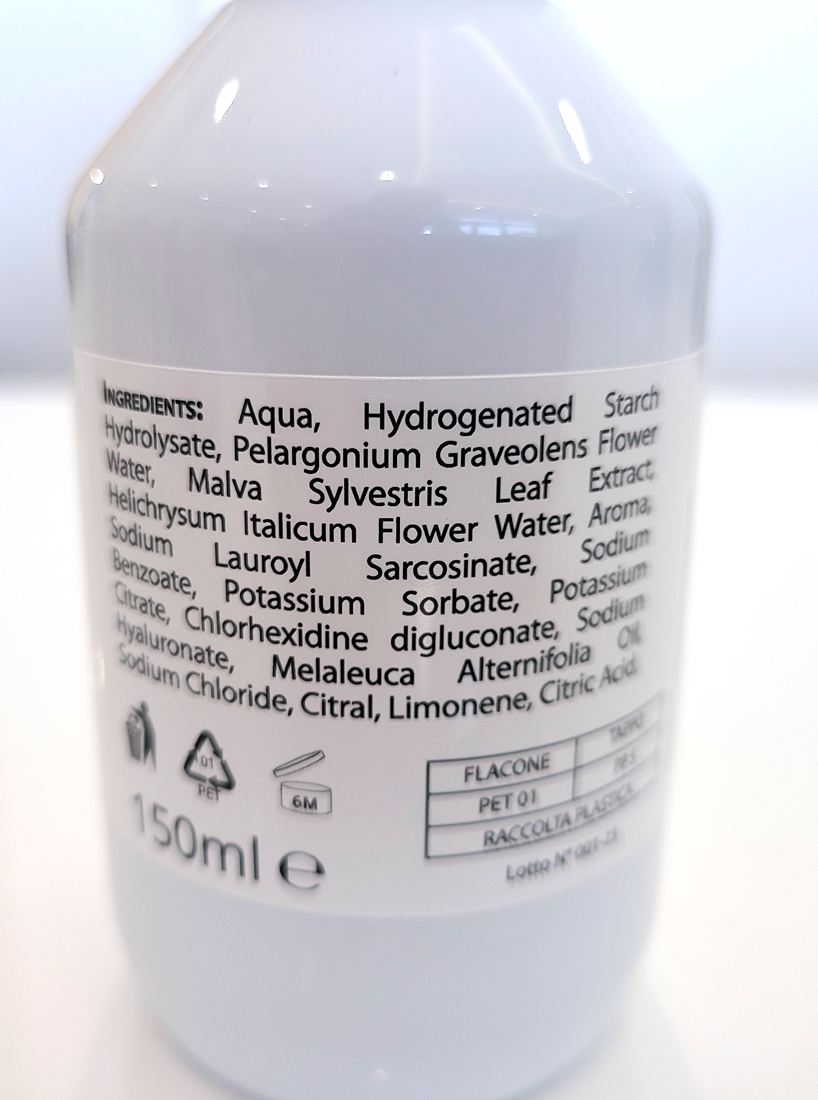 INGREDIENTS: Aqua, Hydrogenated Starch
Hydrolysate, Pelargonium Graveolens Flower
Water, Malva Sylvestris Leaf Extract,
Helichrysum Italicum Flower Water, Aroma,
Sodium Lauroyl Sarcosinate, Sodium
Benzoate, Potassium Sorbate, Potassium
Citrate, Chlorhexidine digluconate, Sodium
Hyaluronate, Melaleuca Alternifolia Oil,
Sodium Chloride, Citral, Limonene, Citric Acid.
01
PET
6M
FLACONE TAPPO
PET 01
RACCOLTA PLASTICA
150ml ℮
Lotto N°